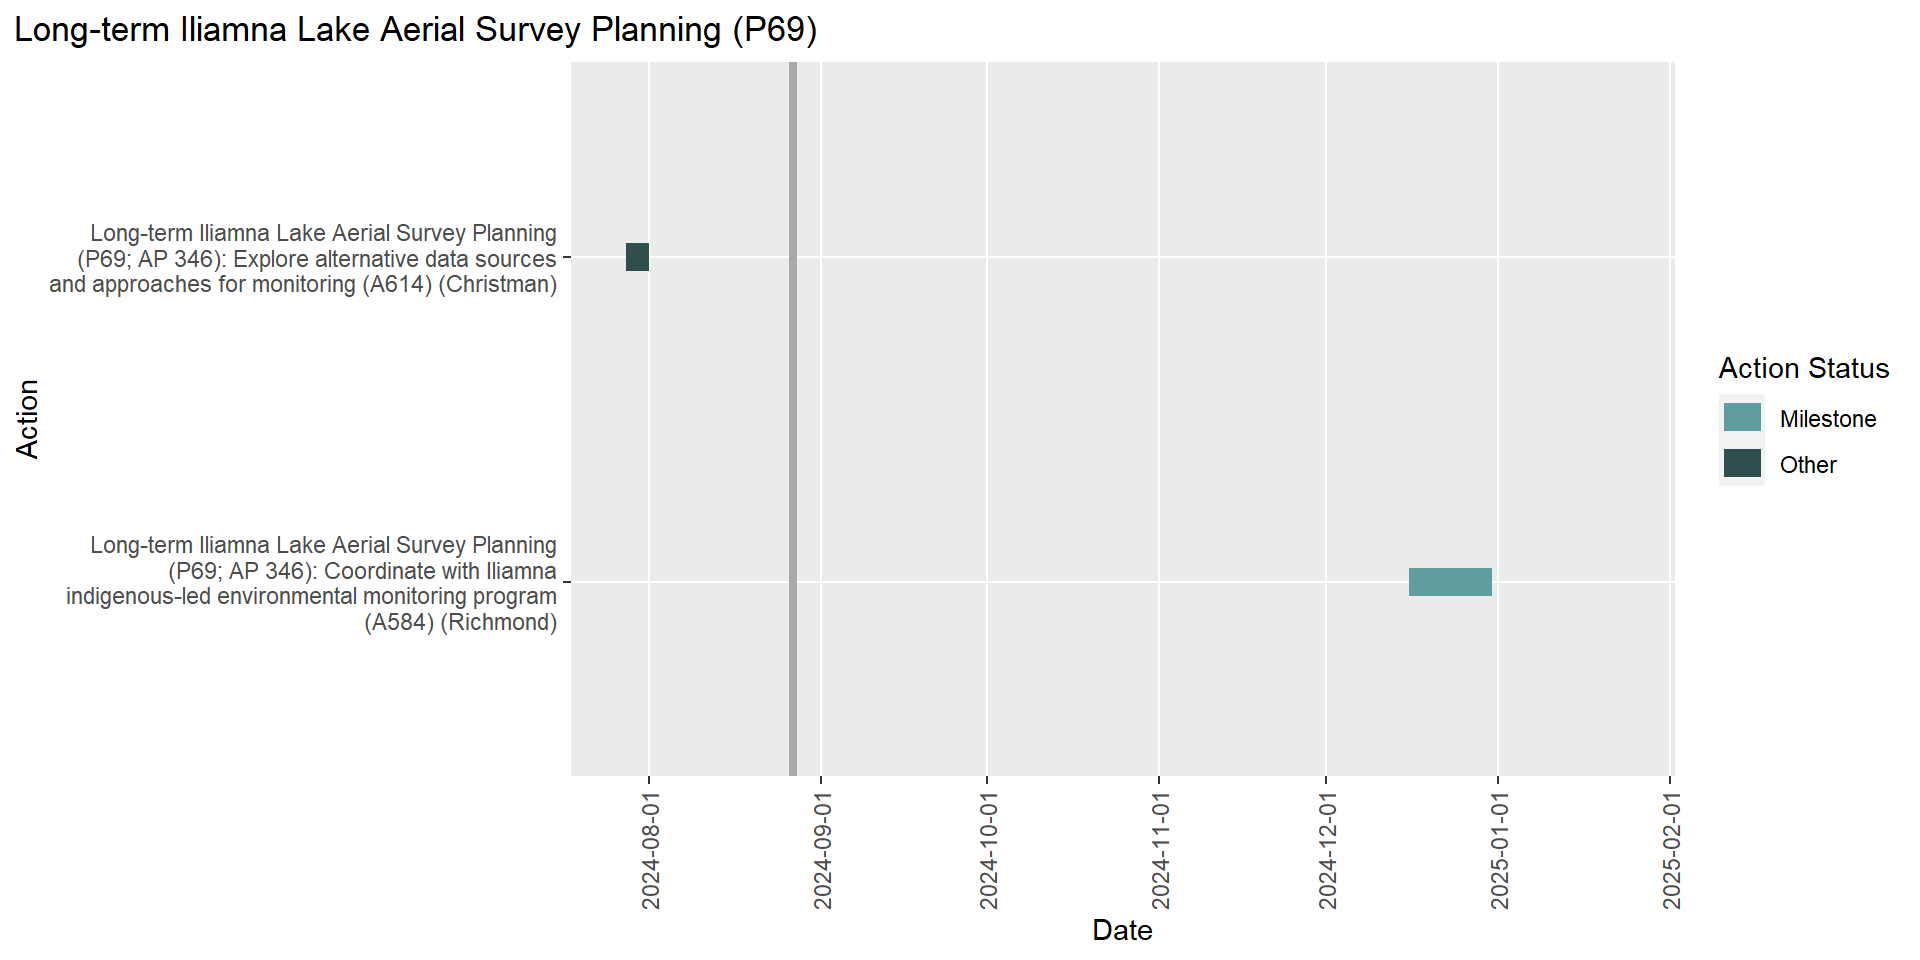 Long-term Iliamna Lake Aerial Survey Planning (P69)
Long-term Iliamna Lake Aerial Survey Planning
(P69; AP 346): Explore alternative data sources
and approaches for monitoring (A614) (Christman)
Action
Long-term Iliamna Lake Aerial Survey Planning
(P69; AP 346): Coordinate with Iliamna
indigenous-led environmental monitoring program
(A584) (Richmond)
2024-08-01
2024-09-01
2024-10-01
2024-11-01
2024-12-01
2025-01-01
2025-02-01
Date
Action Status
Milestone
Other